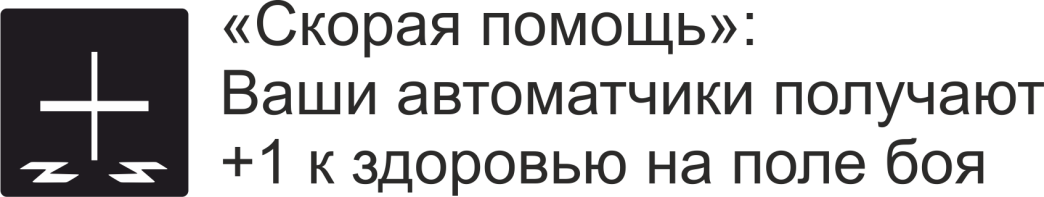 «Скорая помощь»:
Ваши автоматчики получают
+1 к здоровью на поле боя